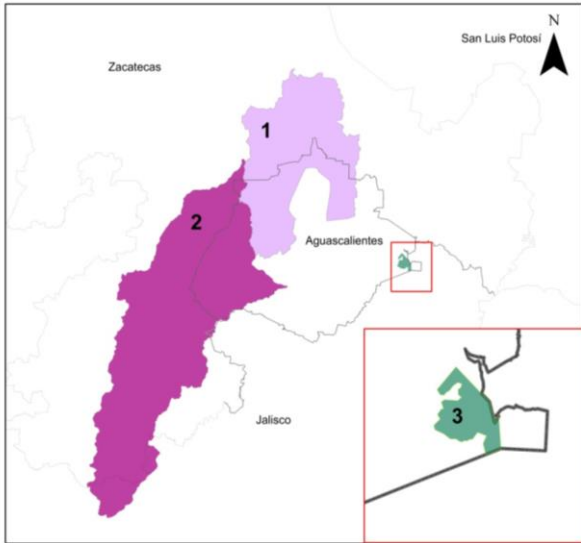 N
San Luis Potosí
Zacatecas
1
2
Aguascalientes
Jalisco
3